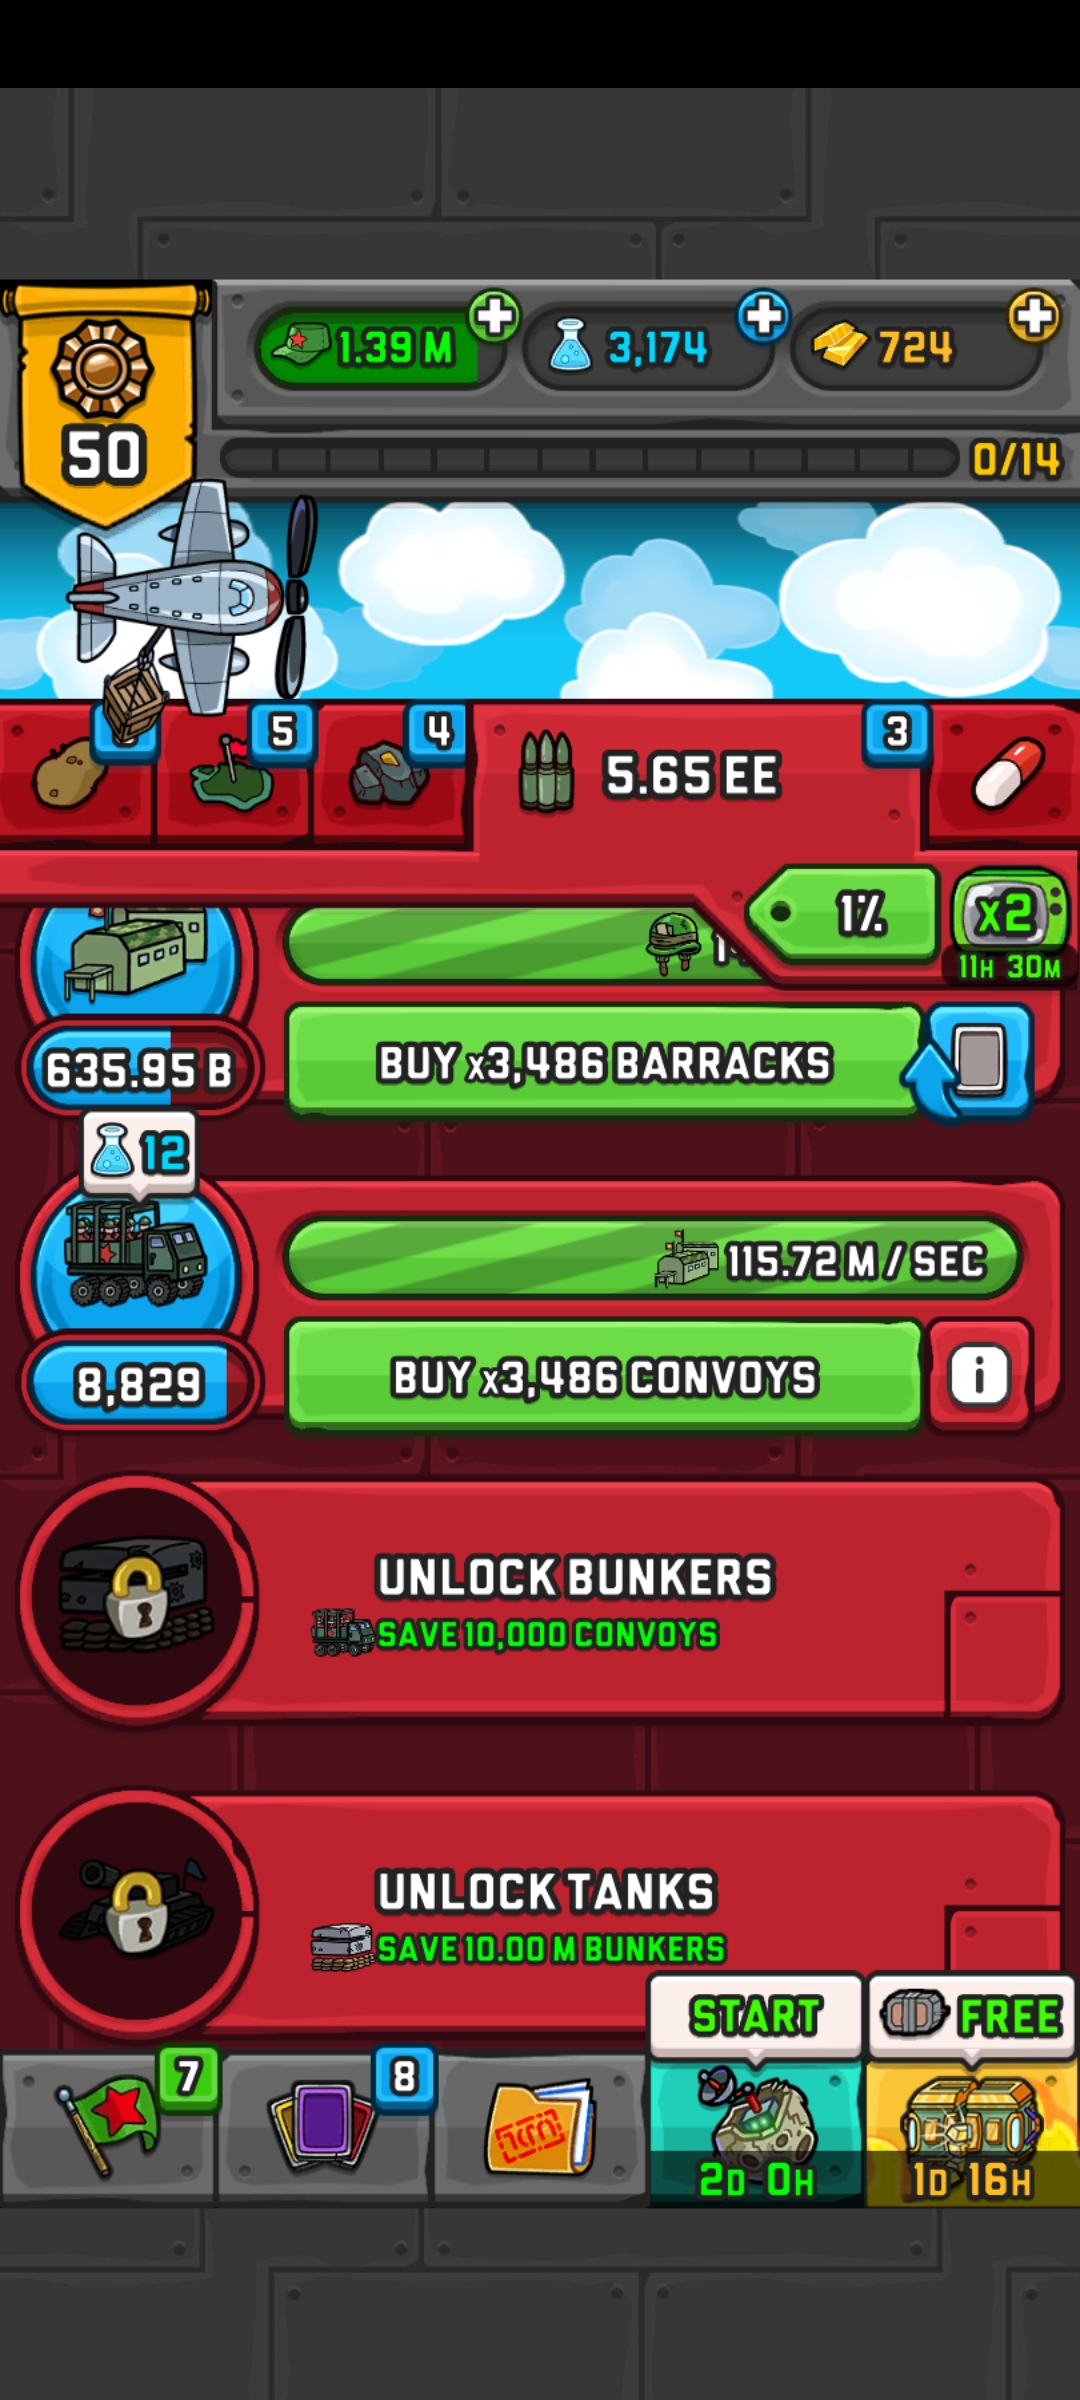 1.39 M
3,174
724
50
0/14
5
4
5.65 EE
3
1%
x2
11H 30M
635.95 B
BUY x3,486 BARRACKS
12
115.72 M / SEC
8,829
BUY x3,486 CONVOYS
i
UNLOCK BUNKERS
SAVE 10,000 CONVOYS
UNLOCK TANKS
SAVE 10.00 M BUNKERS
START
FREE
7
8
2D 0H
1D 16H